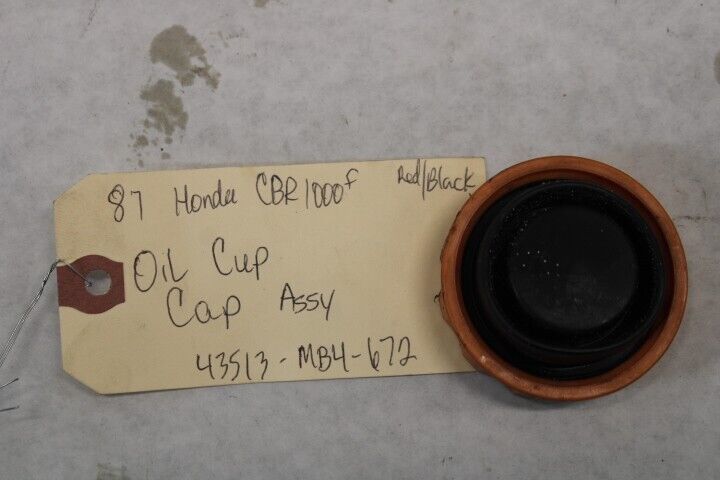 87 Honda CBR1000f Red/Black
Oil Cup
Cap Assy
43513-MB4-672